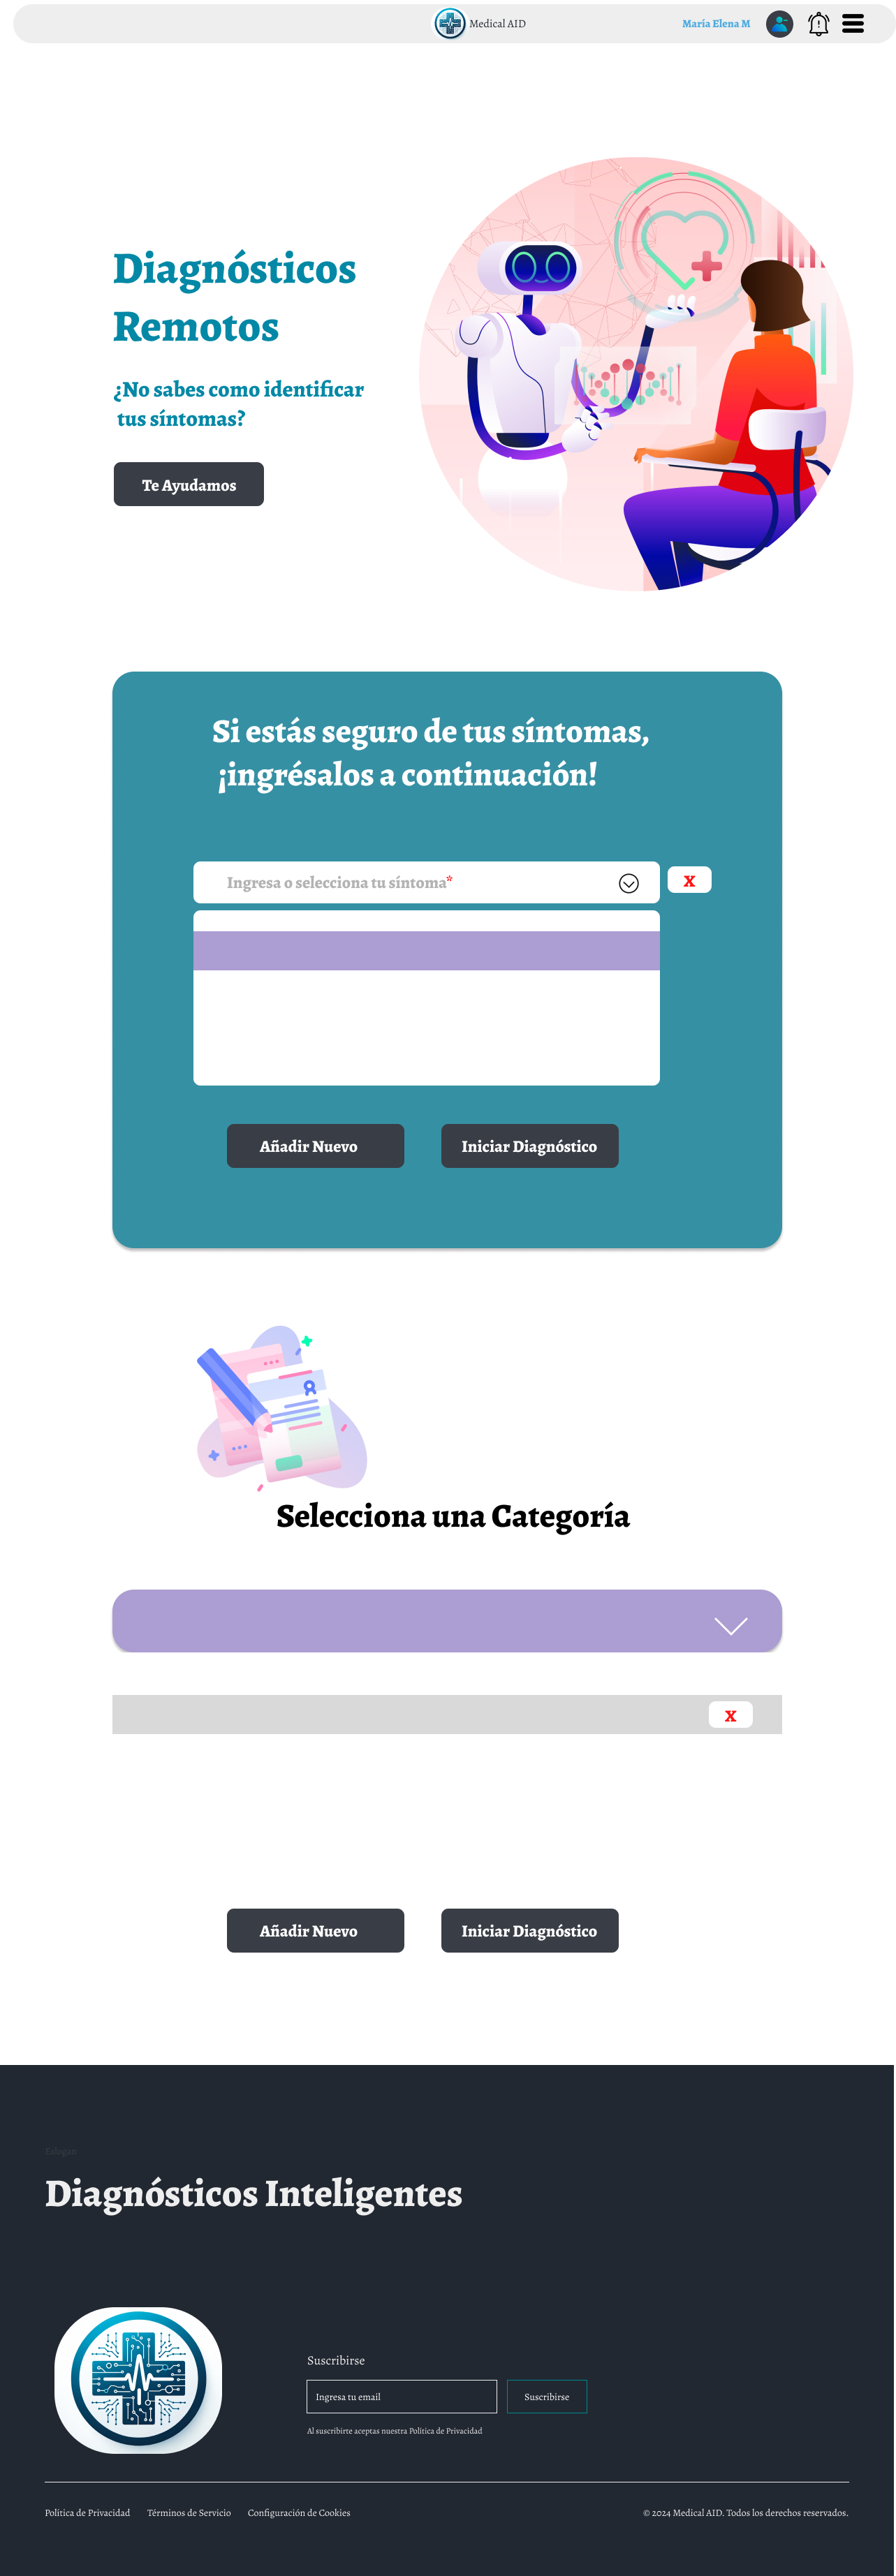 Medical AID
María Elena M
Diagnósticos
Remotos
¿No sabes como identificar
tus síntomas?
Te Ayudamos
Si estás seguro de tus síntomas,
¡ingrésalos a continuación!
Ingresa o selecciona tu síntoma*
X
Añadir Nuevo
Iniciar Diagnóstico
Selecciona una Categoría
X
Añadir Nuevo
Iniciar Diagnóstico
Eslogan
Diagnósticos Inteligentes
Suscribirse
Ingresa tu email
Suscribirse
Al suscribirte aceptas nuestra Política de Privacidad
Política de Privacidad
Términos de Servicio
Configuración de Cookies
© 2024 Medical AID. Todos los derechos reservados.